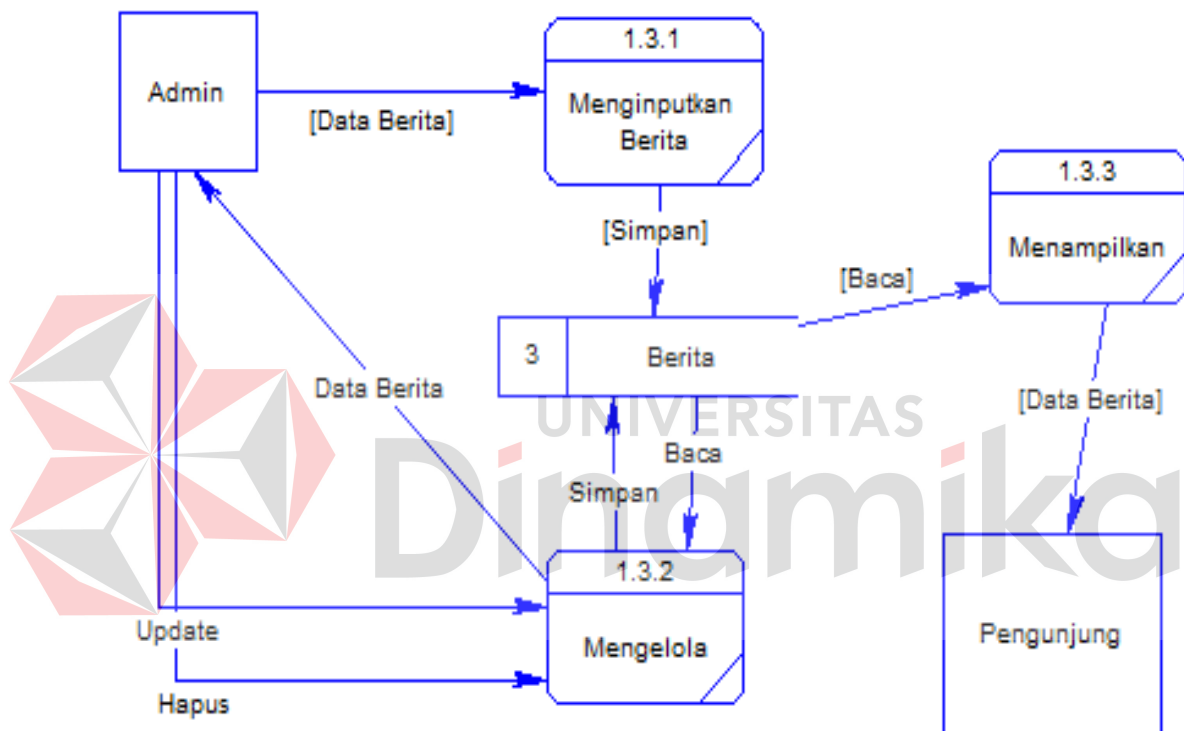 Admin
[Data Berita]
1.3.1
Menginputkan
Berita
[Simpan]
1.3.3
Menampilkan
[Baca]
3
Berita
Data Berita
[Data Berita]
UNIVERSITAS
Dinamika
Baca
Simpan
1.3.2
Mengelola
Update
Hapus
Pengunjung